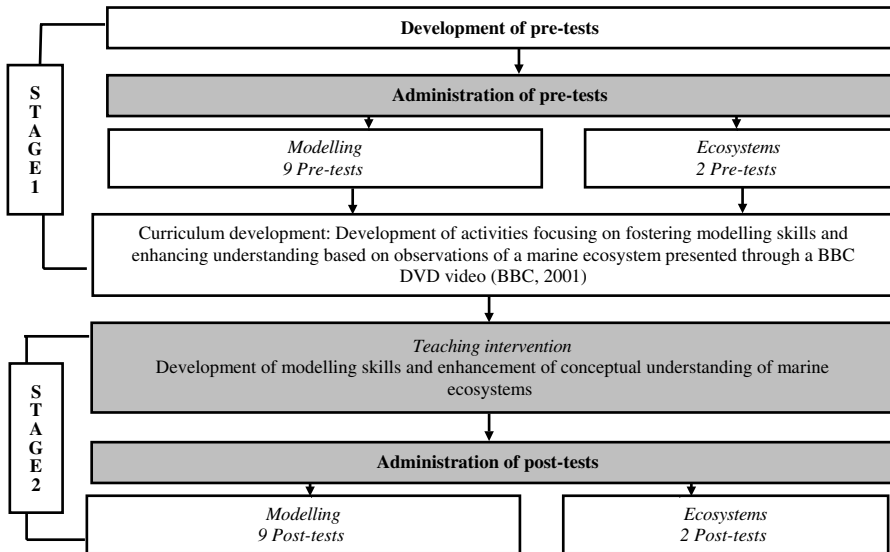 Development of pre-tests
Administration of pre-tests
STAGE 1
Modelling
9 Pre-tests
Ecosystems
2 Pre-tests
Curriculum development: Development of activities focusing on fostering modelling skills and
enhancing understanding based on observations of a marine ecosystem presented through a BBC
DVD video (BBC, 2001)
Teaching intervention
Development of modelling skills and enhancement of conceptual understanding of marine
ecosystems
STAGE 2
Administration of post-tests
Modelling
9 Post-tests
Ecosystems
2 Post-tests